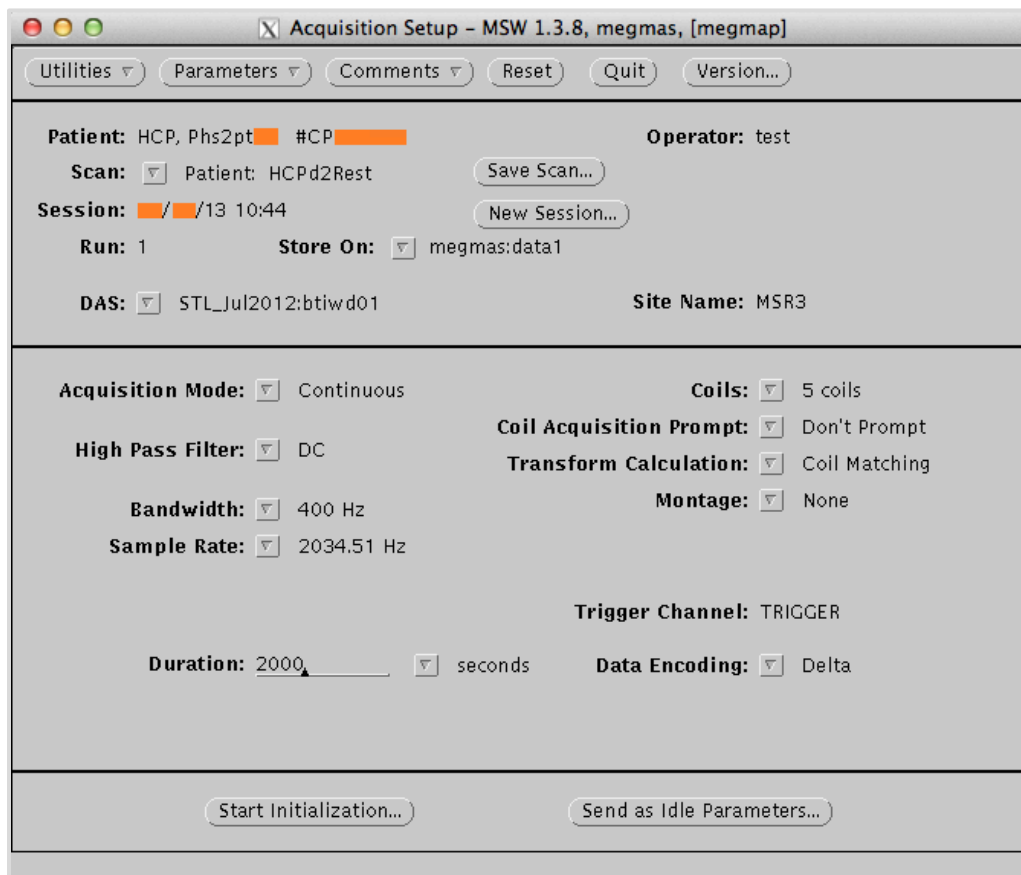 Acquisition Setup – MSW 1.3.8, megmas, [megmap]
Utilities Parameters Comments Reset Quit Version...
Patient: HCP, Phs2pt #CP Operator: test
Scan: Patient: HCPd2Rest Save Scan...
Session: / /13 10:44 New Session...
Run: 1 Store On: megmas:data1
DAS: STL_Jul2012:btiwd01 Site Name: MSR3
Acquisition Mode: Continuous Coils: 5 coils
Coil Acquisition Prompt: Don't Prompt
High Pass Filter: DC
Transform Calculation: Coil Matching
Bandwidth: 400 Hz Montage: None
Sample Rate: 2034.51 Hz
Trigger Channel: TRIGGER
Duration: 2000 seconds Data Encoding: Delta
Start Initialization... Send as Idle Parameters...